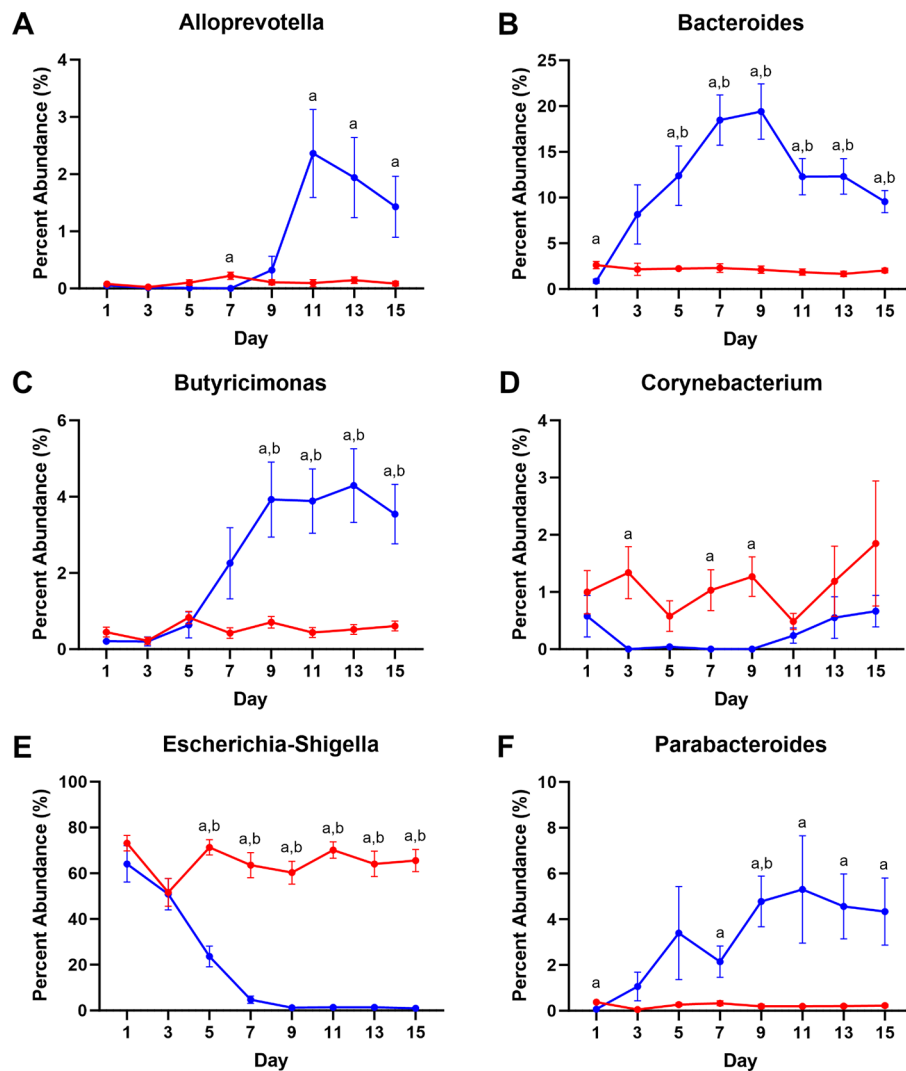 A
Alloprevotella
Percent Abundance (%)
4
3
2
1
0
a
a
a
a
1 3 5 7 9 11 13 15
Day
B
Bacteroides
Percent Abundance (%)
25
20
15
10
5
0
a
a,b
a,b
a,b
a,b
a,b
a,b
1 3 5 7 9 11 13 15
Day
C
Butyricimonas
Percent Abundance (%)
6
4
2
0
a,b
a,b
a,b
a,b
1 3 5 7 9 11 13 15
Day
D
Corynebacterium
Percent Abundance (%)
4
3
2
1
0
a
a
a
1 3 5 7 9 11 13 15
Day
E
Escherichia-Shigella
Percent Abundance (%)
100
80
60
40
20
0
a,b
a,b
a,b
a,b
a,b
a,b
1 3 5 7 9 11 13 15
Day
F
Parabacteroides
Percent Abundance (%)
10
8
6
4
2
0
a
a
a,b
a
a
a
1 3 5 7 9 11 13 15
Day